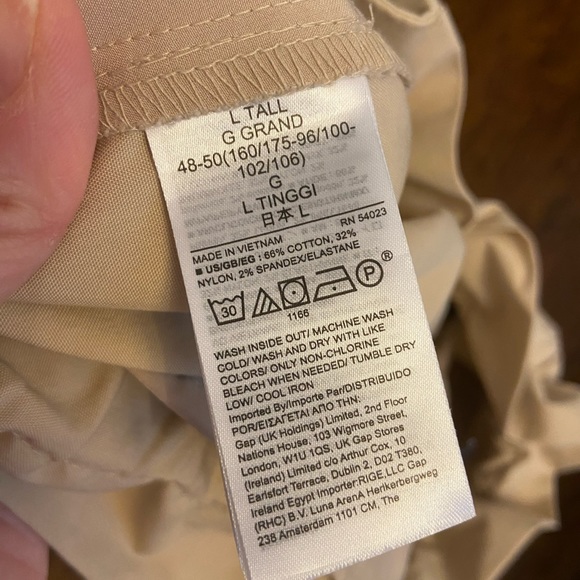 L TALL
G GRAND
48-50(160/175-96/100-
102/106)
G
L TINGGI
日本 L
MADE IN VIETNAM RN 54023
■ US/GB/EG : 66% COTTON, 32%
NYLON, 2% SPANDEX/ELASTANE
30 P ®
1166
WASH INSIDE OUT/ MACHINE WASH
COLD/ WASH AND DRY WITH LIKE
COLORS/ ONLY NON-CHLORINE
BLEACH WHEN NEEDED/ TUMBLE DRY
LOW/ COOL IRON
Imported By/Importado Par/DISTRIBUIDO
POR/ΕΙΣΑΓΕΤΑΙ ΑΠΟ ΤΗΝ:
Gap (UK Holdings) Limited, 2nd Floor
Nations House, 103 Wigmore Street,
London, W1U 1QS, UK Gap Stores
(Ireland) Limited c/o Arthur Cox, 10
Earlsfort Terrace, Dublin 2, D02 T380,
Ireland Egypt Importer:RIGE,LLC Gap
(RHC) B.V. Luna ArenA Herikerbergweg
238 Amsterdam 1101 CM, The